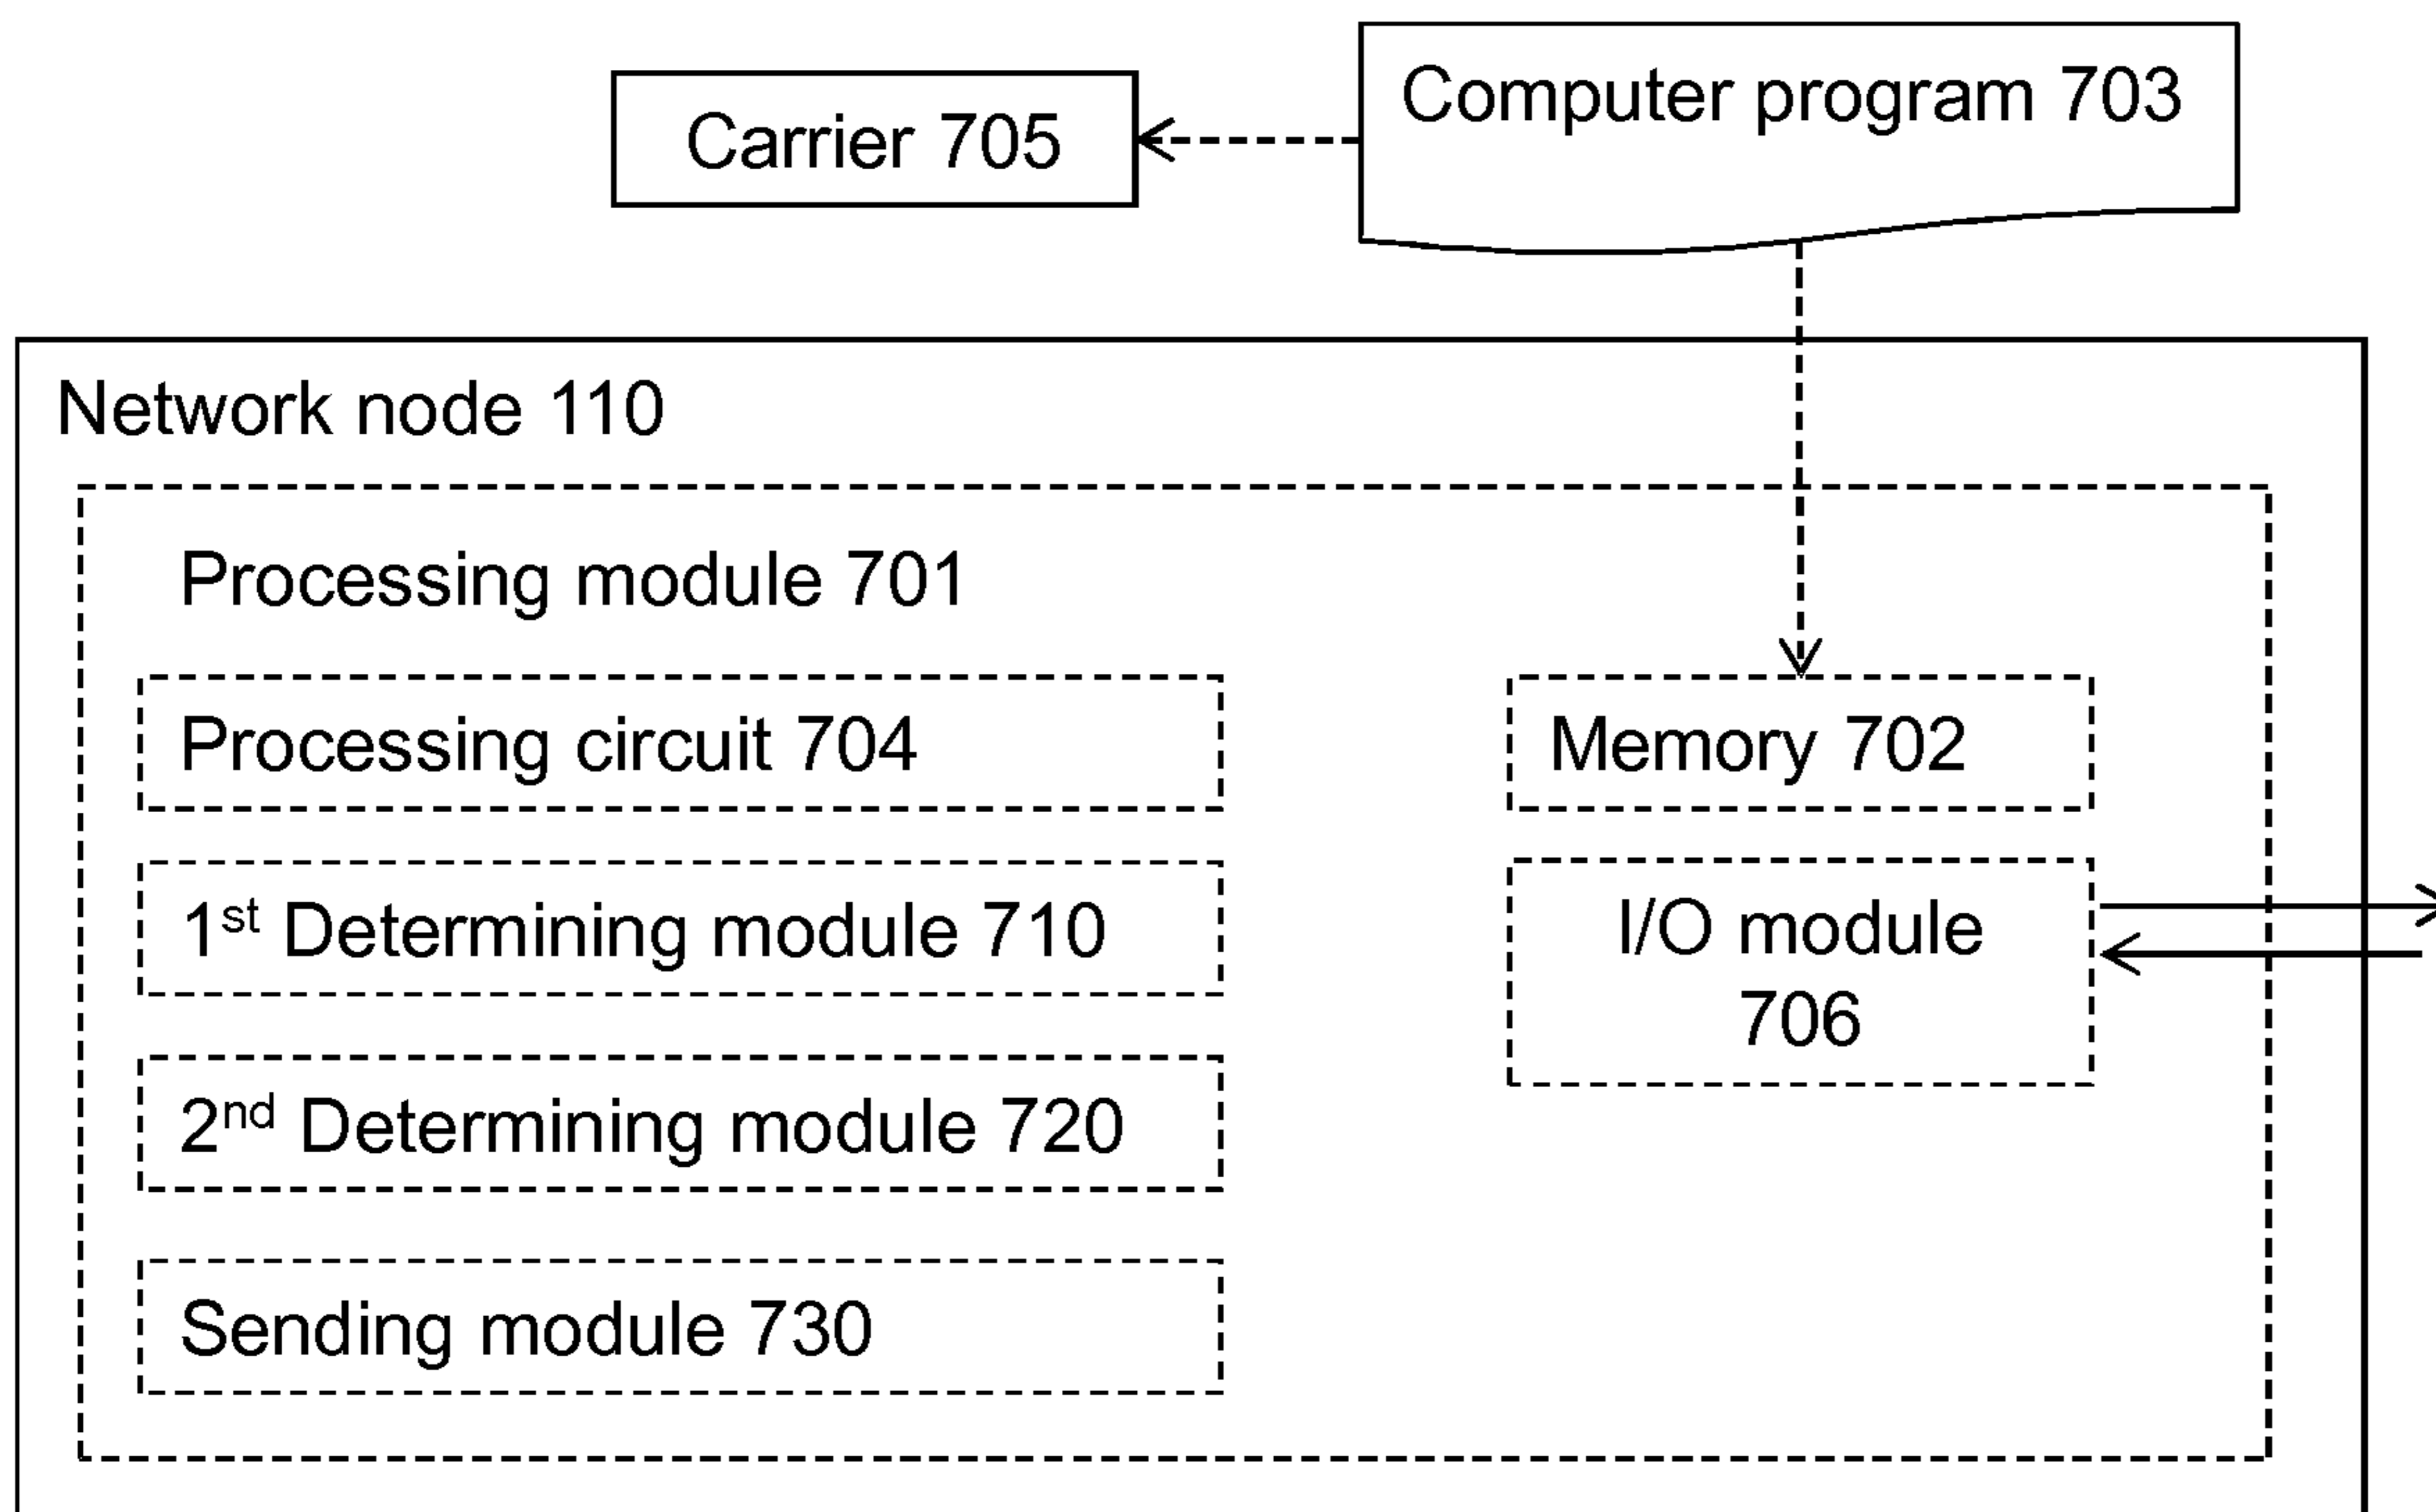 Computer program 703
Carrier 705
Network node 110
Processing module 701
Processing circuit 704
Memory 702
1st Determining module 710
I/O module
706
2nd Determining module 720
Sending module 730